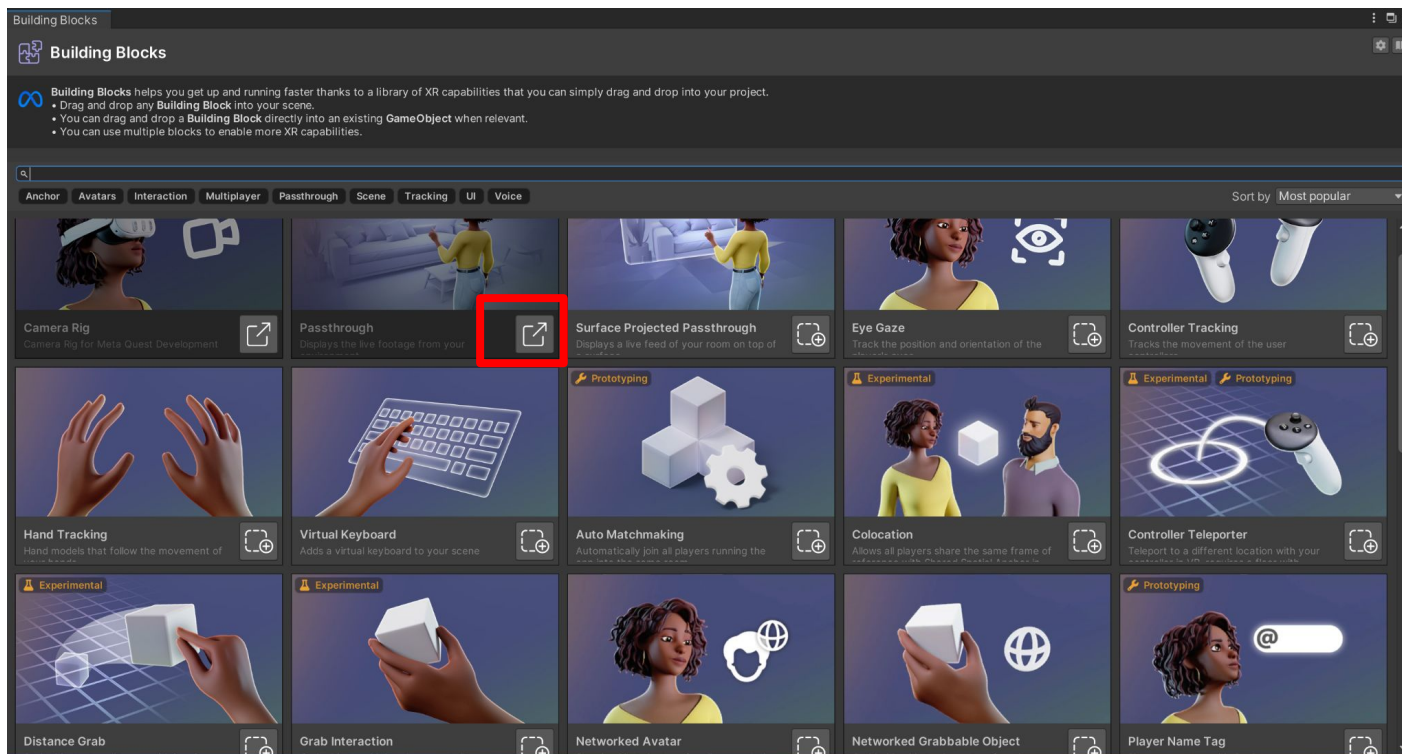 Building Blocks
Building Blocks
Building Blocks helps you get up and running faster thanks to a library of XR capabilities that you can simply drag and drop into your project.
• Drag and drop any Building Block into your scene.
• You can drag and drop a Building Block directly into an existing GameObject when relevant.
• You can use multiple blocks to enable more XR capabilities.
Anchor Avatars Interaction Multiplayer Passthrough Scene Tracking UI Voice
Sort by Most popular
Camera Rig
Camera Rig for Meta Quest Development
Passthrough
Displays the live footage from your
Surface Projected Passthrough
Displays a live feed of your room on top of
Eye Gaze
Track the position and orientation of the
Controller Tracking
Tracks the movement of the user
Hand Tracking
Hand models that follow the movement of
Virtual Keyboard
Adds a virtual keyboard to your scene
Prototyping
Auto Matchmaking
Automatically join all players running the
Experimental
Colocation
Allows all players share the same frame of
Experimental Prototyping
Controller Teleporter
Teleport to a different location with your
Experimental
Distance Grab
Experimental
Grab Interaction
Networked Avatar
Networked Grabbable Object
Prototyping
@
Player Name Tag